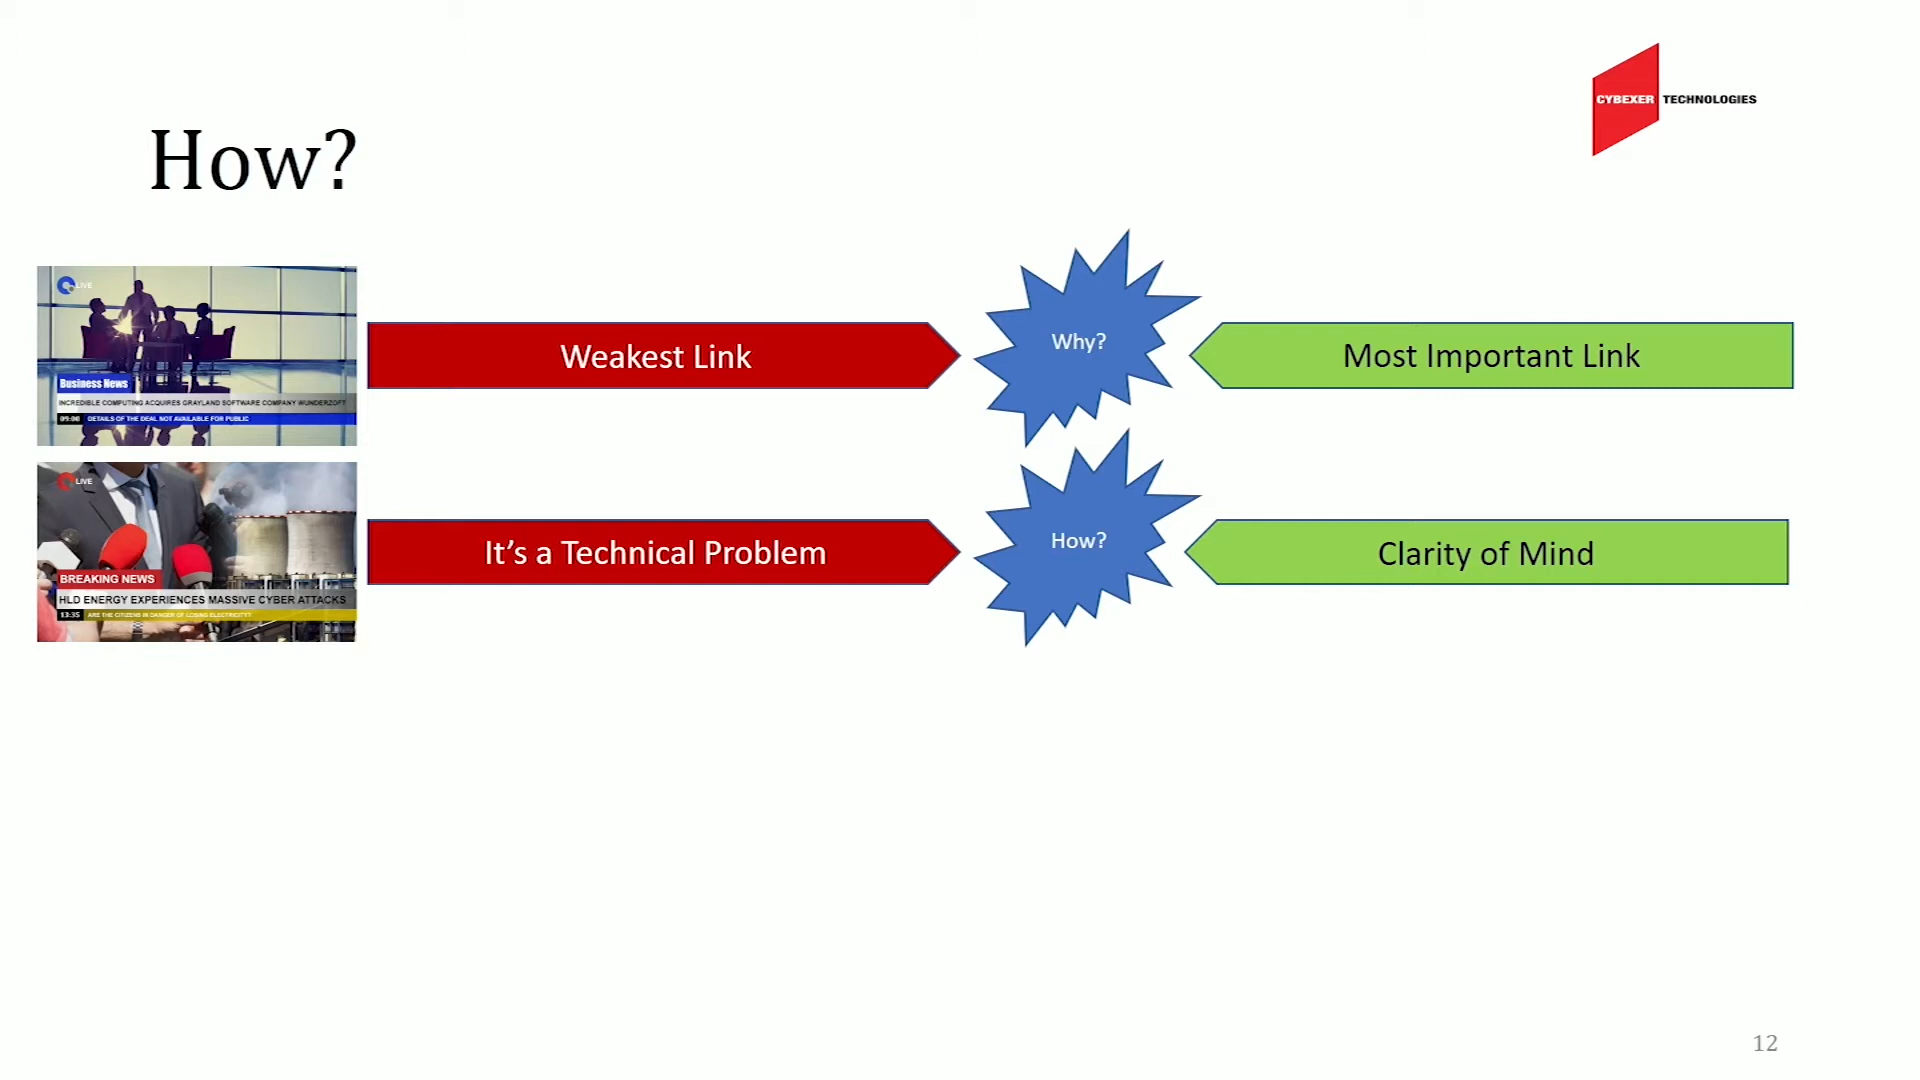 CYBEXER TECHNOLOGIES
How?
LIVE
Business News
INCREDIBLE COMPUTING ACQUIRES GRAYLAND SOFTWARE COMPANY WUNDERZOFT
09:00 DETAILS OF THE DEAL NOT AVAILABLE FOR PUBLIC
Weakest Link
Why?
Most Important Link
LIVE
BREAKING NEWS
HLD ENERGY EXPERIENCES MASSIVE CYBER ATTACKS
13:35 ARE THE CITIZENS IN DANGER OF LOSING ELECTRICITY?
It’s a Technical Problem
How?
Clarity of Mind
12